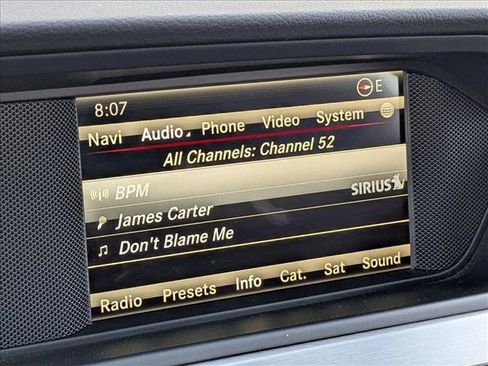 8:07 E
Navi Audio Phone Video System
All Channels: Channel 52
BPM SIRIUS
James Carter
Don't Blame Me
Radio Presets Info Cat. Sat Sound